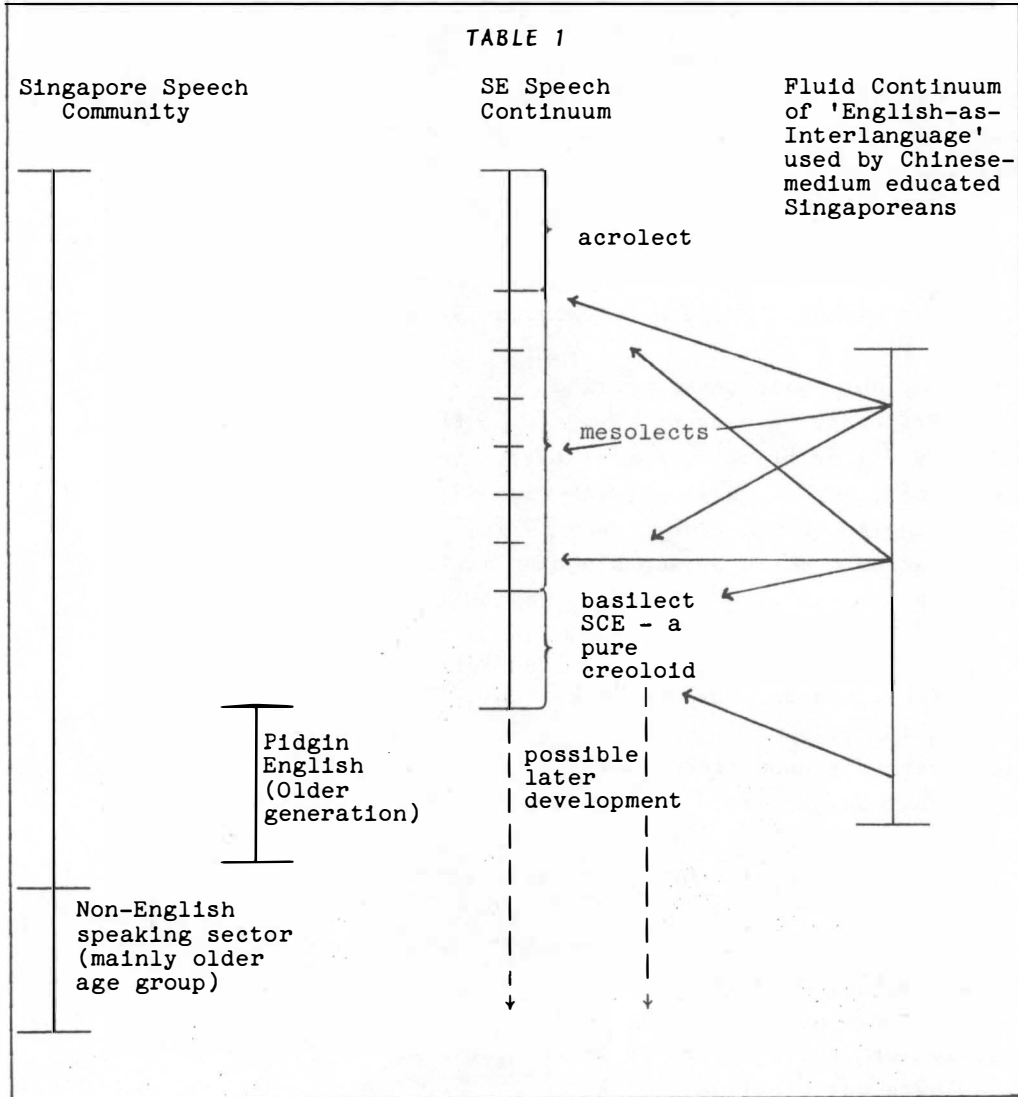 TABLE 1
Singapore Speech
Community
SE Speech
Continuum
Fluid Continuum
of 'English-as-
Interlanguage'
used by Chinese-
medium educated
Singaporeans
acrolect
mesolects
basilect
SCE - a
pure
creoloid
Pidgin
English
(Older
generation)
possible
later
development
Non-English
speaking sector
(mainly older
age group)